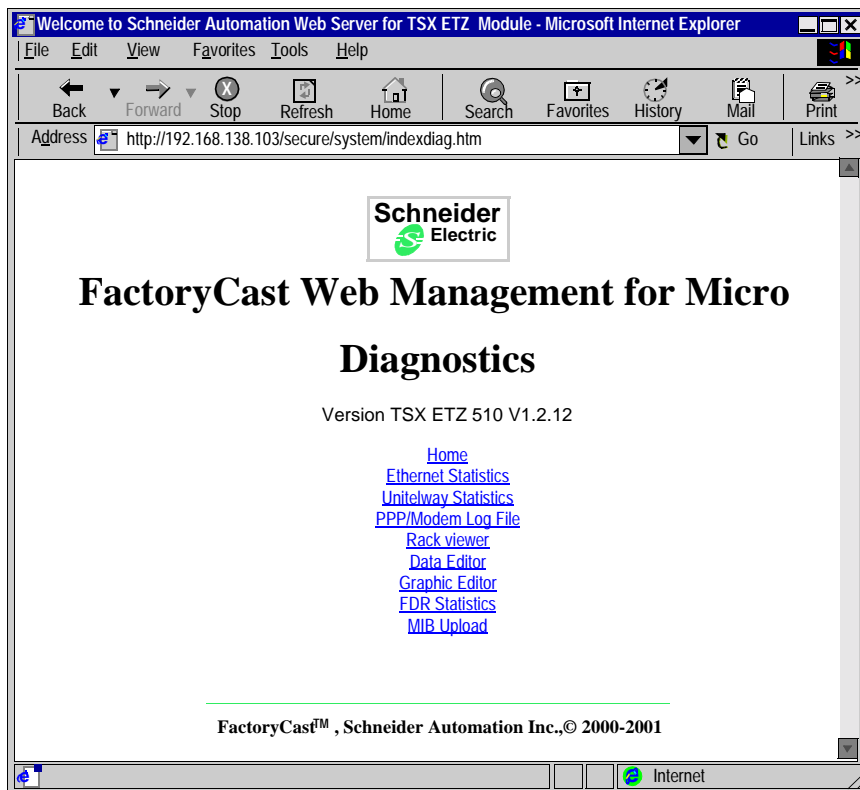 Welcome to Schneider Automation Web Server for TSX ETZ Module - Microsoft Internet Explorer
File Edit View Favorites Tools Help
Back Forward Stop Refresh Home Search Favorites History Mail Print >>
Address http://192.168.138.103/secure/system/indexdiag.htm Go Links >>
Schneider
Electric
FactoryCast Web Management for Micro
Diagnostics
Version TSX ETZ 510 V1.2.12
Home
Ethernet Statistics
Unitelway Statistics
PPP/Modem Log File
Rack viewer
Data Editor
Graphic Editor
FDR Statistics
MIB Upload
FactoryCast™ , Schneider Automation Inc.,© 2000-2001
Internet